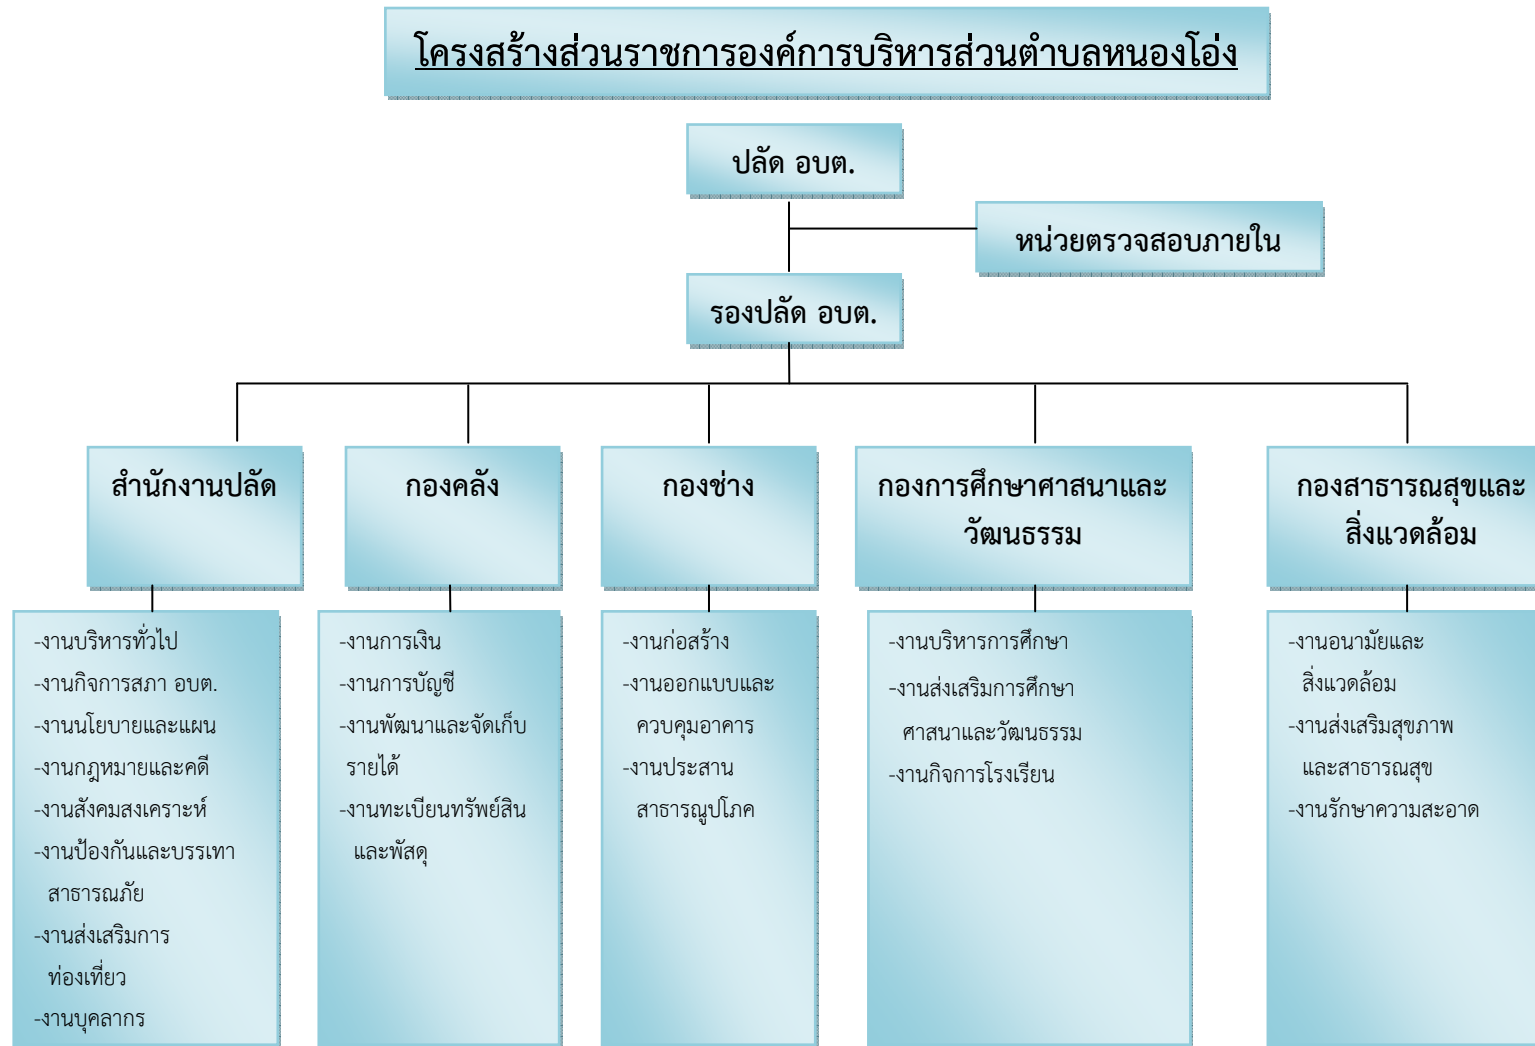 โครงสร้างส่วนราชการองค์การบริหารส่วนตำบลหนองโอ่ง
ปลัด อบต.
หน่วยตรวจสอบภายใน
รองปลัด อบต.
สำนักงานปลัด
-งานบริหารทั่วไป
-งานกิจการสภา อบต.
-งานนโยบายและแผน
-งานกฎหมายและคดี
-งานสังคมสงเคราะห์
-งานป้องกันและบรรเทา
สาธารณภัย
-งานส่งเสริมการ
ท่องเที่ยว
-งานบุคลากร
กองคลัง
-งานการเงิน
-งานการบัญชี
-งานพัฒนาและจัดเก็บ
รายได้
-งานทะเบียนทรัพย์สิน
และพัสดุ
กองช่าง
-งานก่อสร้าง
-งานออกแบบและ
ควบคุมอาคาร
-งานประสาน
สาธารณูปโภค
กองการศึกษาศาสนาและ
วัฒนธรรม
-งานบริหารการศึกษา
-งานส่งเสริมการศึกษา
ศาสนาและวัฒนธรรม
-งานกิจการโรงเรียน
กองสาธารณสุขและ
สิ่งแวดล้อม
-งานอนามัยและ
สิ่งแวดล้อม
-งานส่งเสริมสุขภาพ
และสาธารณสุข
-งานรักษาความสะอาด